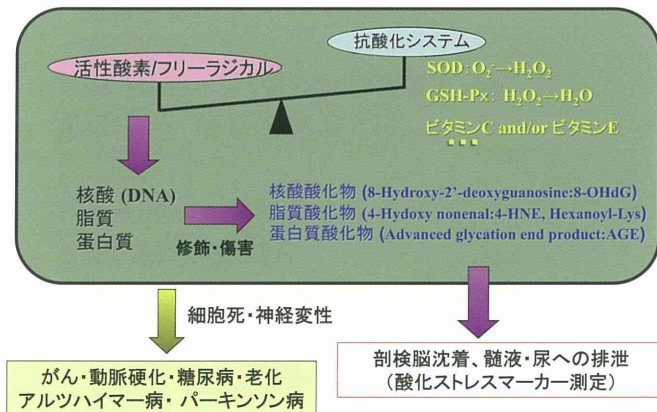 抗酸化システム
活性酸素/フリーラジカル
SOD: O₂⁻→H₂O₂
GSH-Px: H₂O₂→H₂O
ビタミンC and/or ビタミンE
核酸 (DNA)
脂質
蛋白質
修飾・傷害
核酸酸化物 (8-Hydroxy-2'-deoxyguanosine:8-OHdG)
脂質酸化物 (4-Hydoxy nonenal:4-HNE, Hexanoyl-Lys)
蛋白質酸化物 (Advanced glycation end product:AGE)
細胞死・神経変性
がん・動脈硬化・糖尿病・老化
アルツハイマー病・パーキンソン病
剖検脳沈着、髄液・尿への排泄
(酸化ストレスマーカー測定)